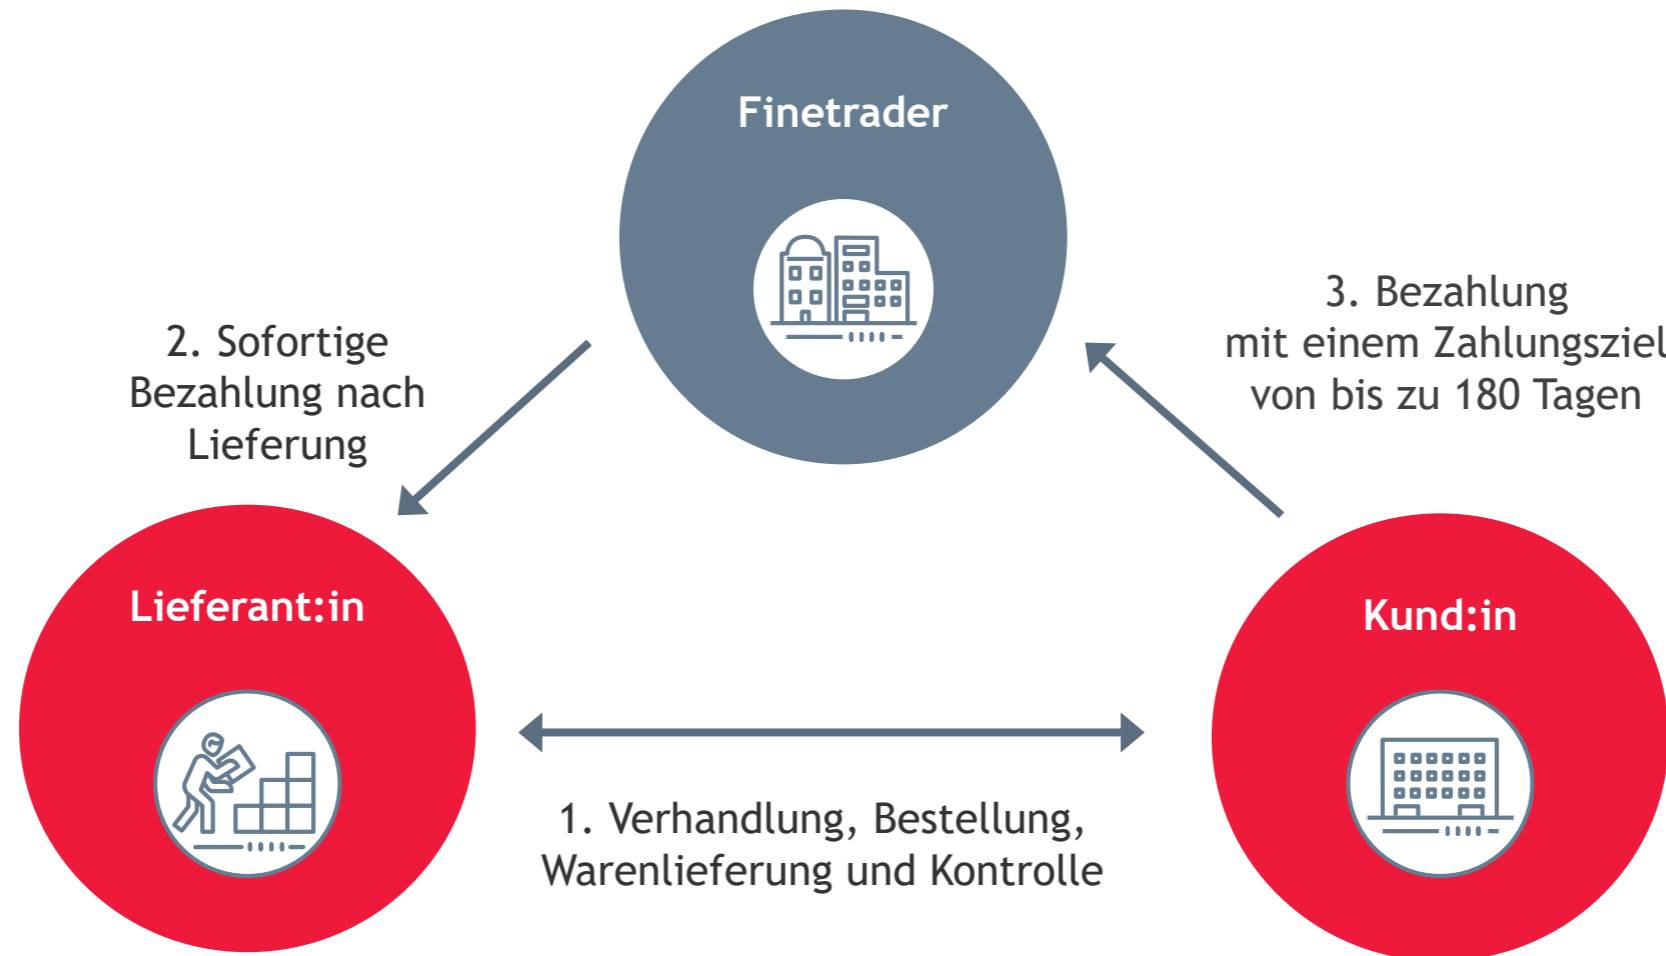 Finetrader
2. Sofortige
Bezahlung nach
Lieferung
3. Bezahlung
mit einem Zahlungsziel
von bis zu 180 Tagen
Lieferant:in
Kund:in
1. Verhandlung, Bestellung,
Warenlieferung und Kontrolle